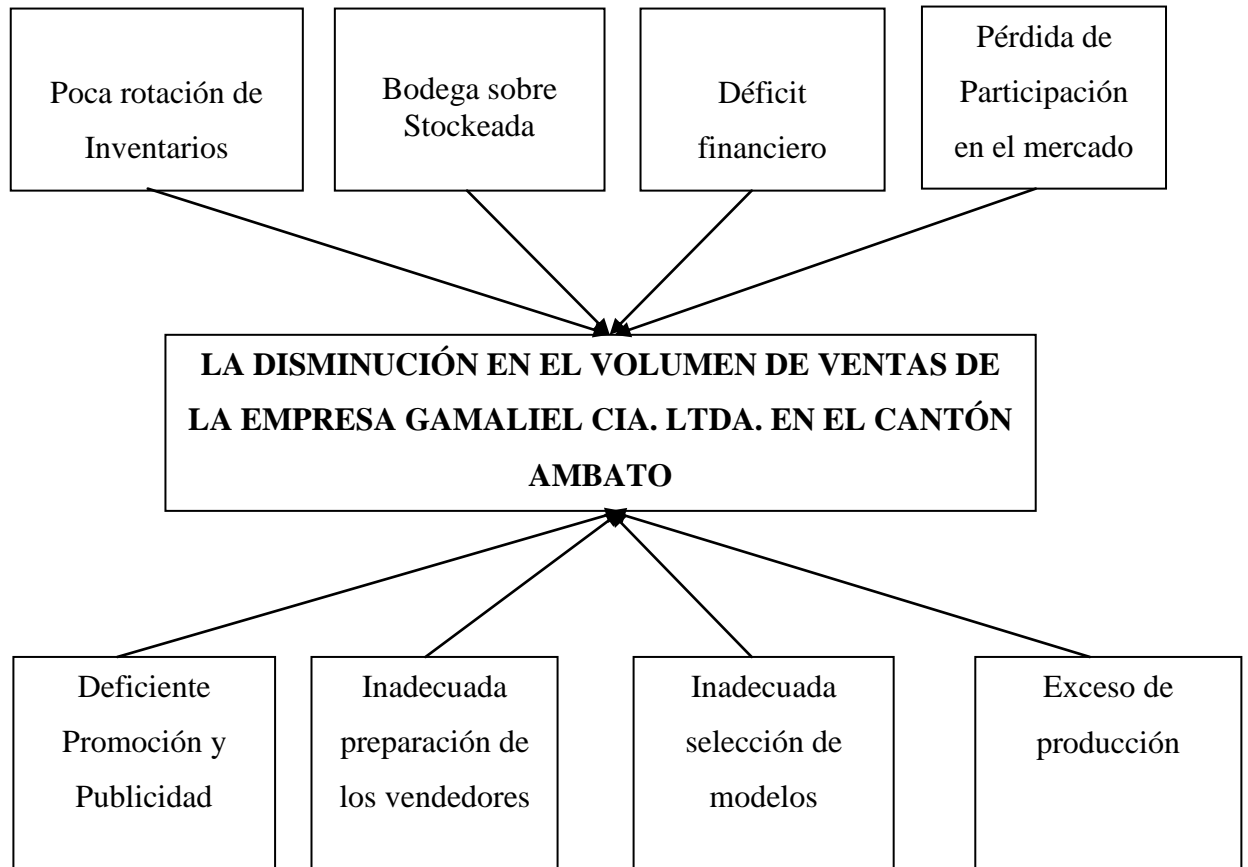 Poca rotación de
Inventarios
Bodega sobre
Stockeada
Déficit
financiero
Pérdida de
Participación
en el mercado
LA DISMINUCIÓN EN EL VOLUMEN DE VENTAS DE
LA EMPRESA GAMALIEL CIA. LTDA. EN EL CANTÓN
AMBATO
Deficiente
Promoción y
Publicidad
Inadecuada
preparación de
los vendedores
Inadecuada
selección de
modelos
Exceso de
producción